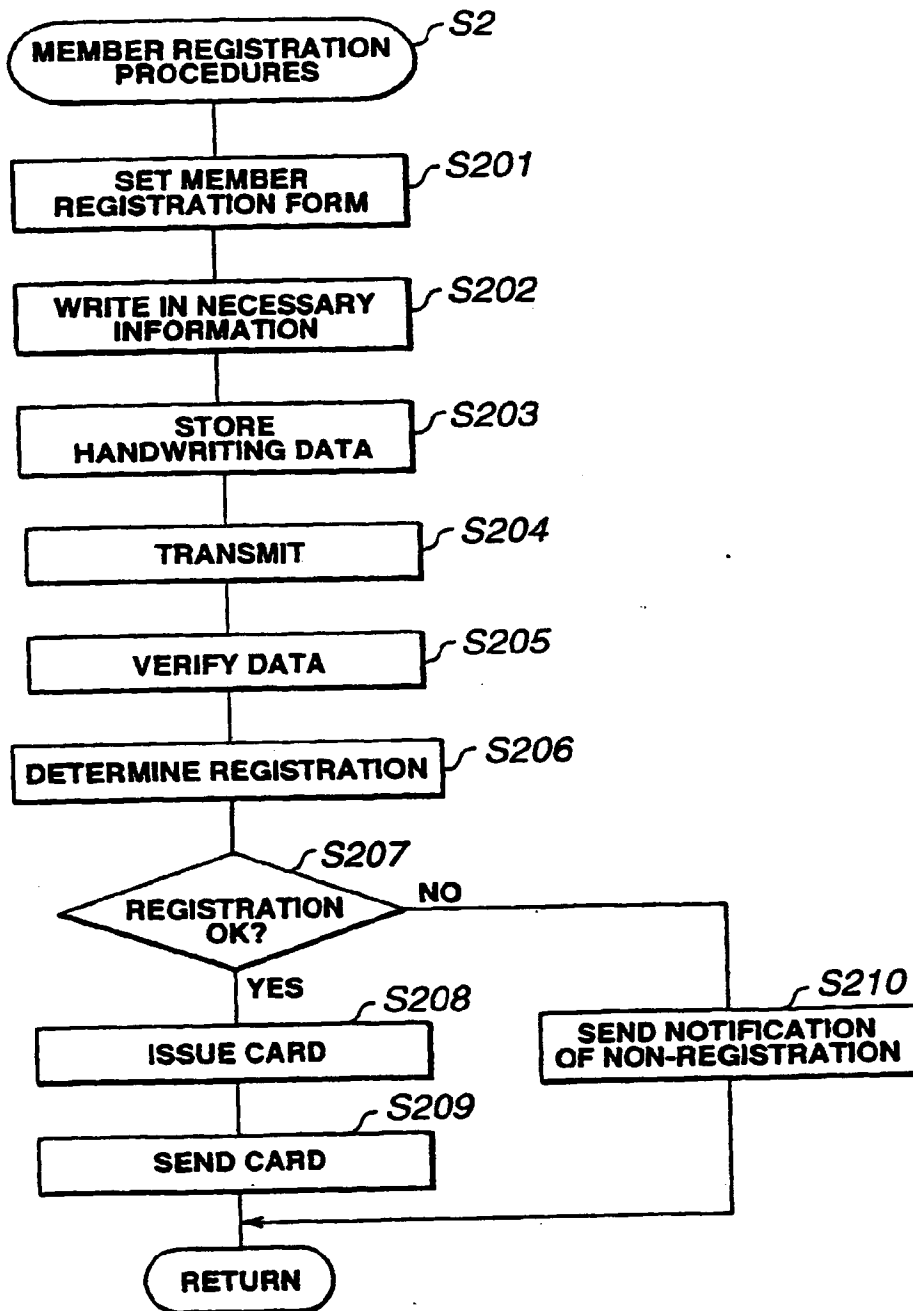 S2
MEMBER REGISTRATION
PROCEDURES
S201
SET MEMBER
REGISTRATION FORM
S202
WRITE IN NECESSARY
INFORMATION
S203
STORE
HANDWRITING DATA
S204
TRANSMIT
S205
VERIFY DATA
S206
DETERMINE REGISTRATION
S207
REGISTRATION
OK?
NO
YES
S208
ISSUE CARD
S210
SEND NOTIFICATION
OF NON-REGISTRATION
S209
SEND CARD
RETURN